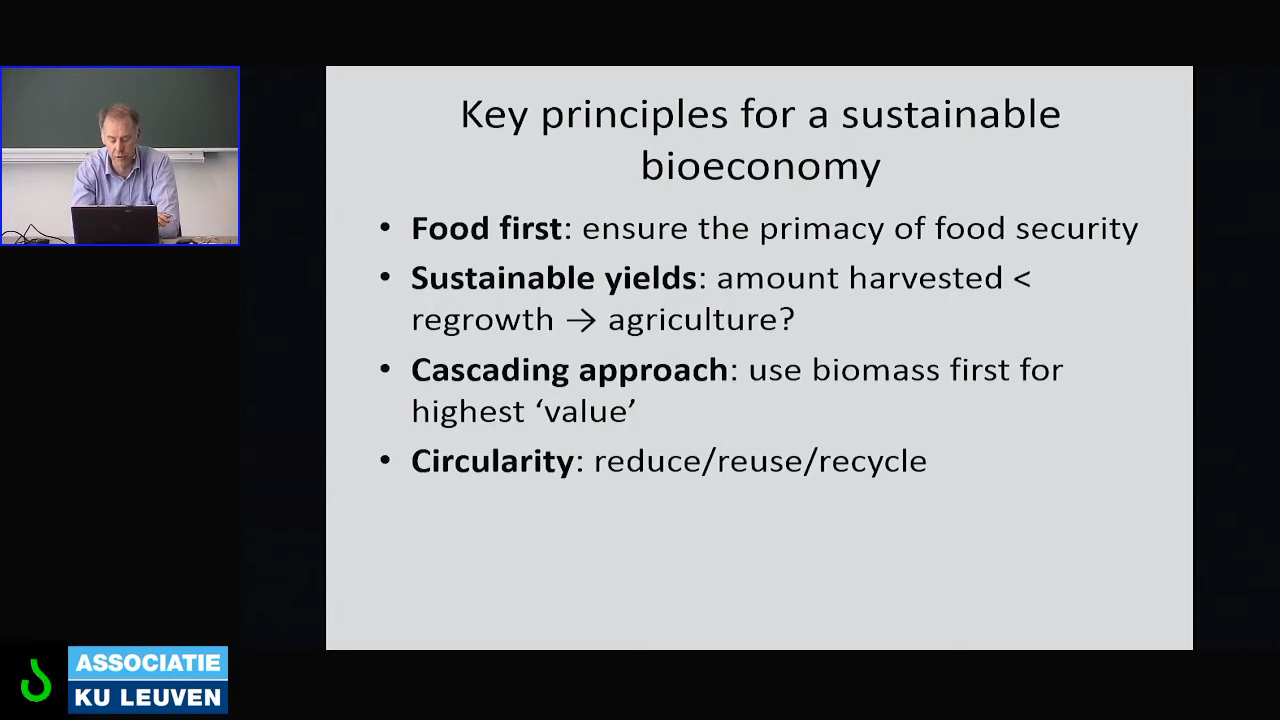 Key principles for a sustainable
bioeconomy
• Food first: ensure the primacy of food security
• Sustainable yields: amount harvested <
regrowth → agriculture?
• Cascading approach: use biomass first for
highest ‘value’
• Circularity: reduce/reuse/recycle
ASSOCIATIE
KU LEUVEN